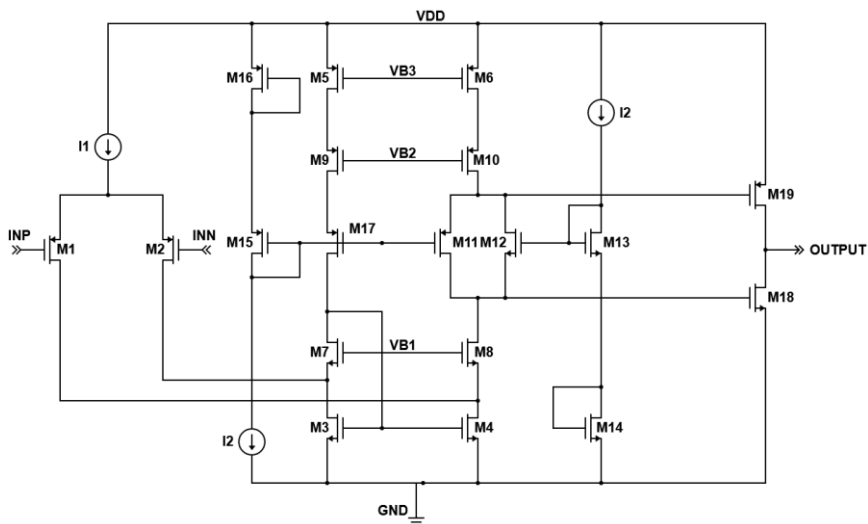 VDD
M16
M5
VB3
M6
I1
I2
M9
VB2
M10
M19
INP
M1
M2
INN
M15
M17
M11
M12
M13
OUTPUT
M18
M7
VB1
M8
M3
M4
M14
I2
GND